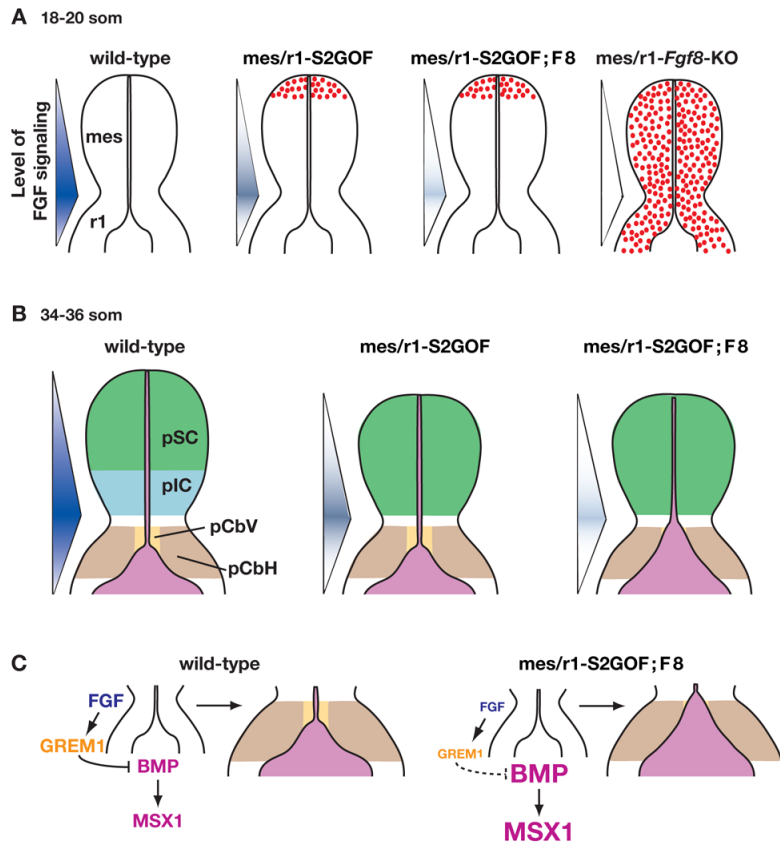 A 18-20 som
wild-type
mes/r1-S2GOF
mes/r1-S2GOF;F8
mes/r1-Fgf8-KO
Level of
FGF signaling
mes
r1
B 34-36 som
wild-type
mes/r1-S2GOF
mes/r1-S2GOF;F8
pSC
pIC
pCbV
pCbH
C
wild-type
mes/r1-S2GOF;F8
FGF
GREM1
BMP
MSX1
FGF
GREM1
BMP
MSX1